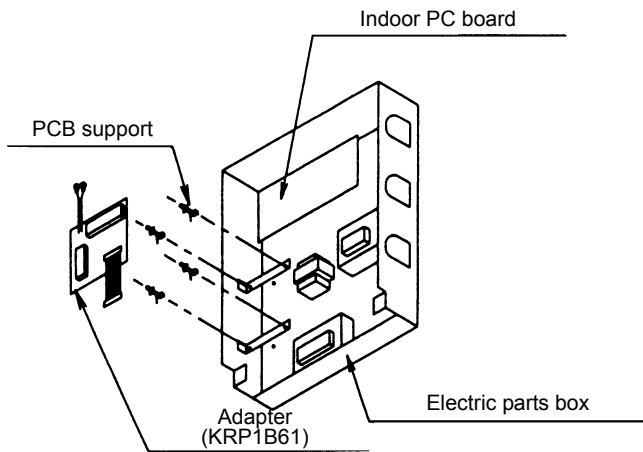 Indoor PC board
PCB support
Electric parts box
Adapter
(KRP1B61)